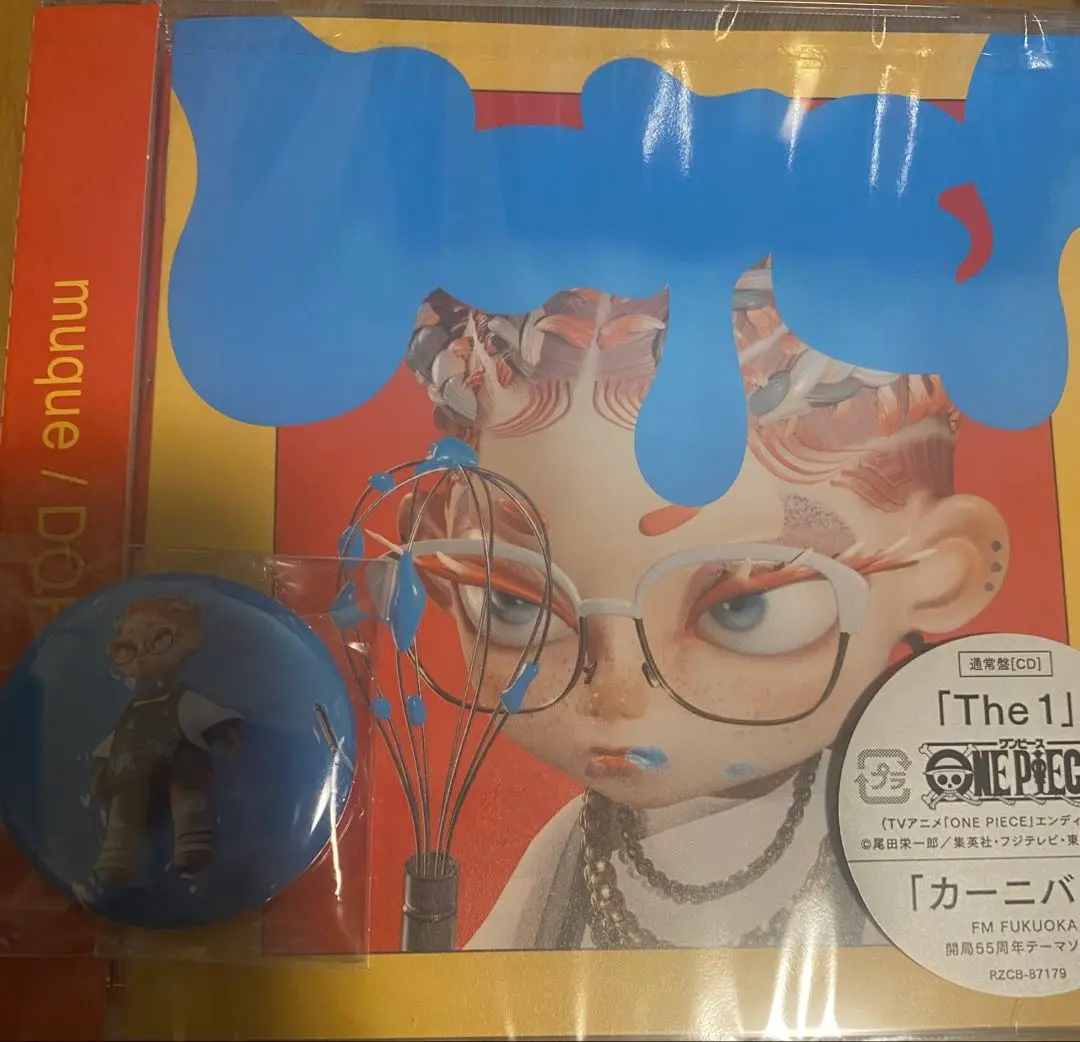 muque / Dop
通常盤[CD]
「The 1」
ワンピース
ONE PIEC
プラ
(TVアニメ「ONE PIECE」エンディ
©尾田栄一郎／集英社・フジテレビ・東
「カーニバ
FM FUKUOKA
開局55周年テーマソ
RZCB-87179